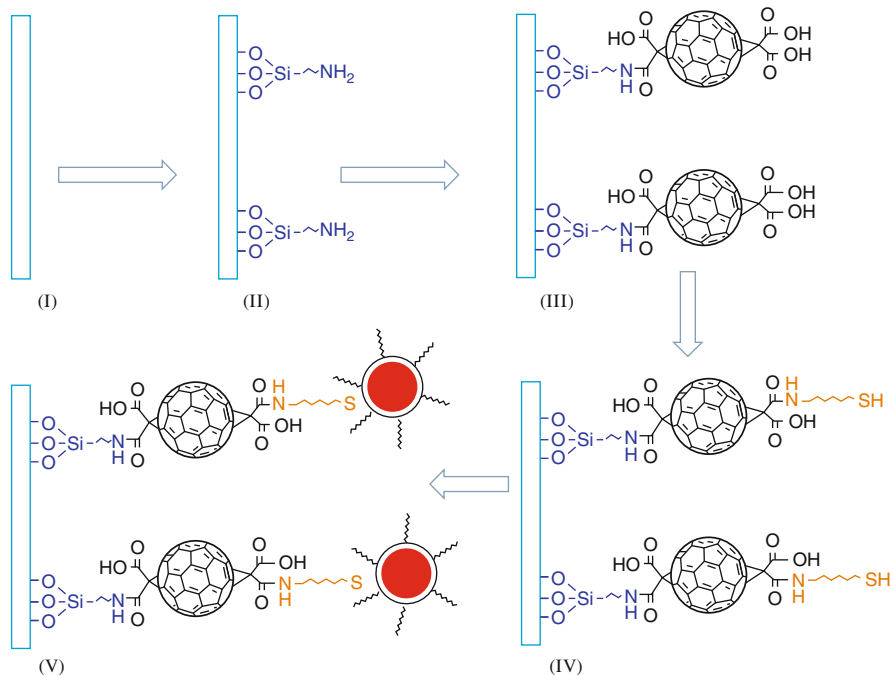 O
O Si NH2
O
O
O Si NH2
O
(I)
(II)
O O OH
HO OH
O
O Si N
H O O
O
O O OH
HO OH
O
O Si N
H O O
O
(III)
O O H
HO N S
O OH
O Si N
H O O
O
O OH
HO O
O N S
O Si N H
H O O
O
(V)
O O H
HO N SH
O OH
O Si N
H O O
O
O O
HO OH
O N SH
O Si N H
H O O
O
(IV)